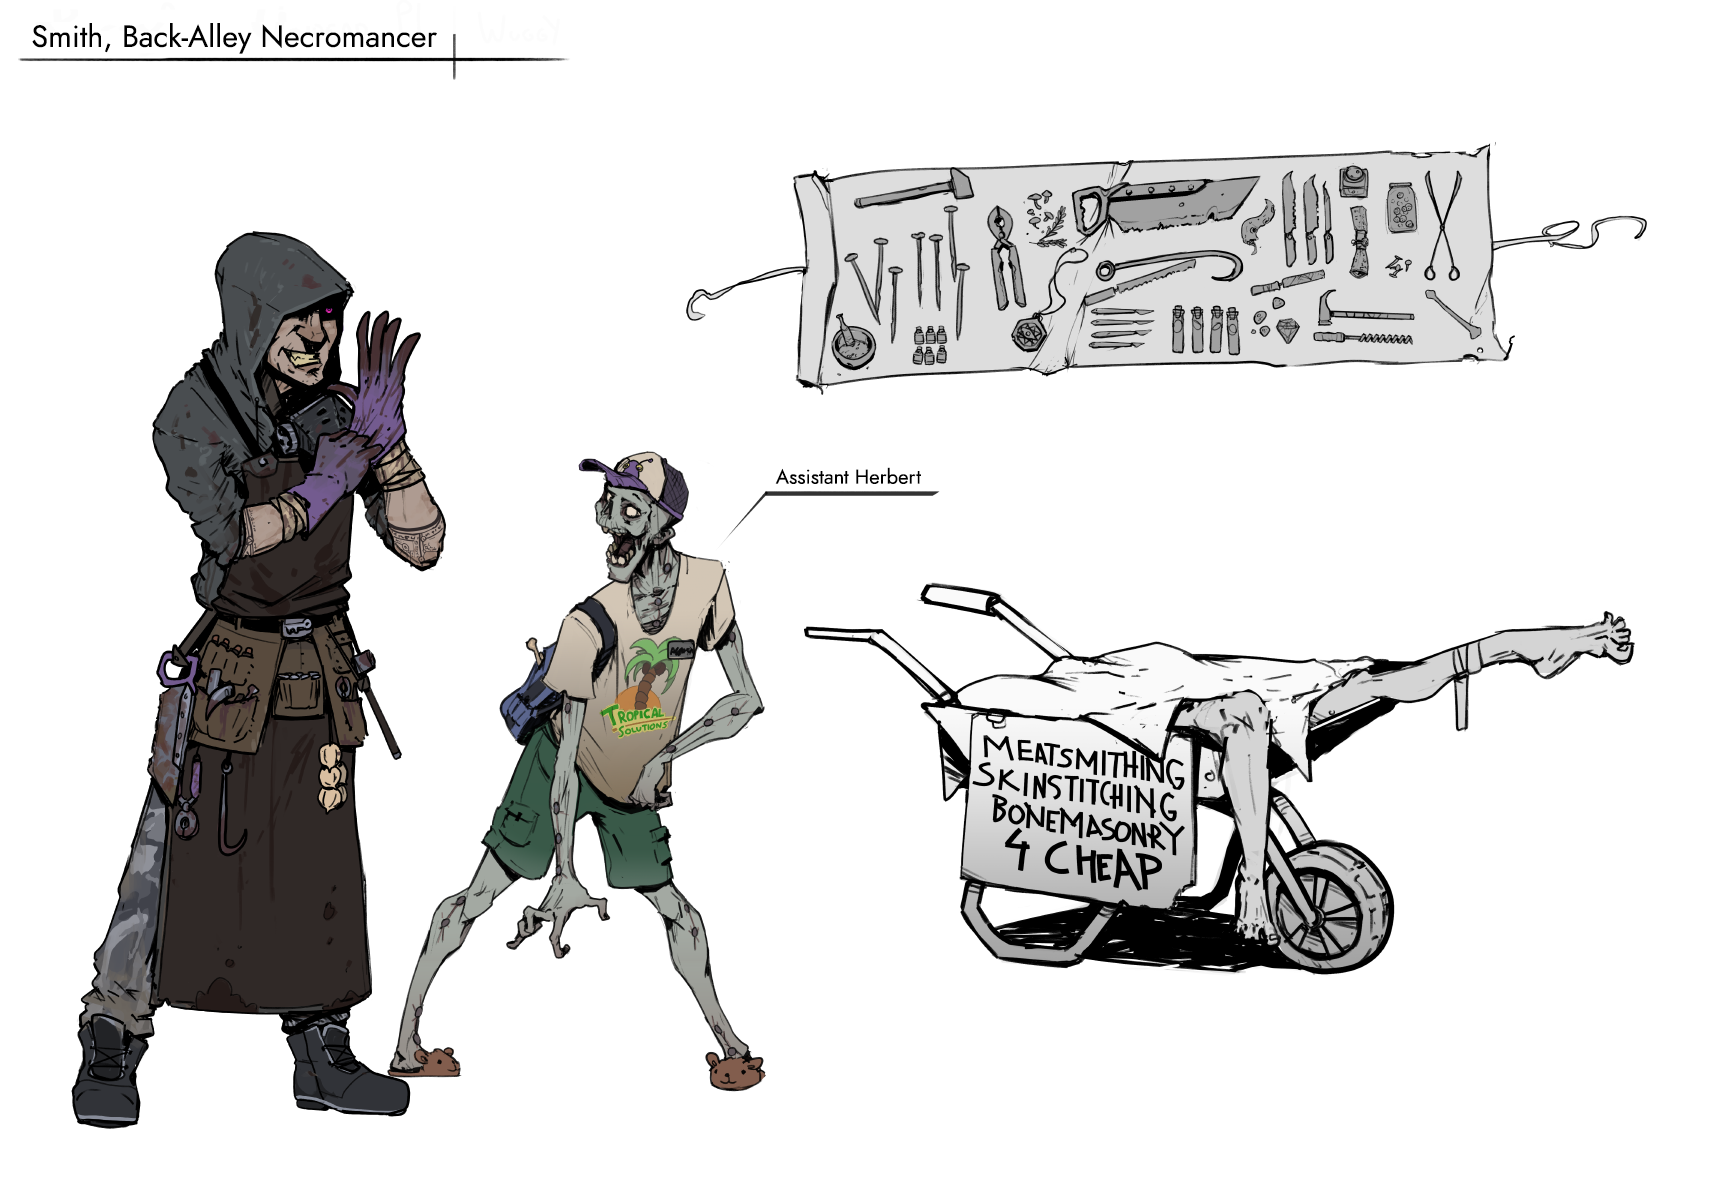 Smith, Back-Alley Necromancer
Assistant Herbert
TROPICAL
SOLUTIONS
MEATSMITHING
SKINSTITCHING
BONEMASONRY
4 CHEAP